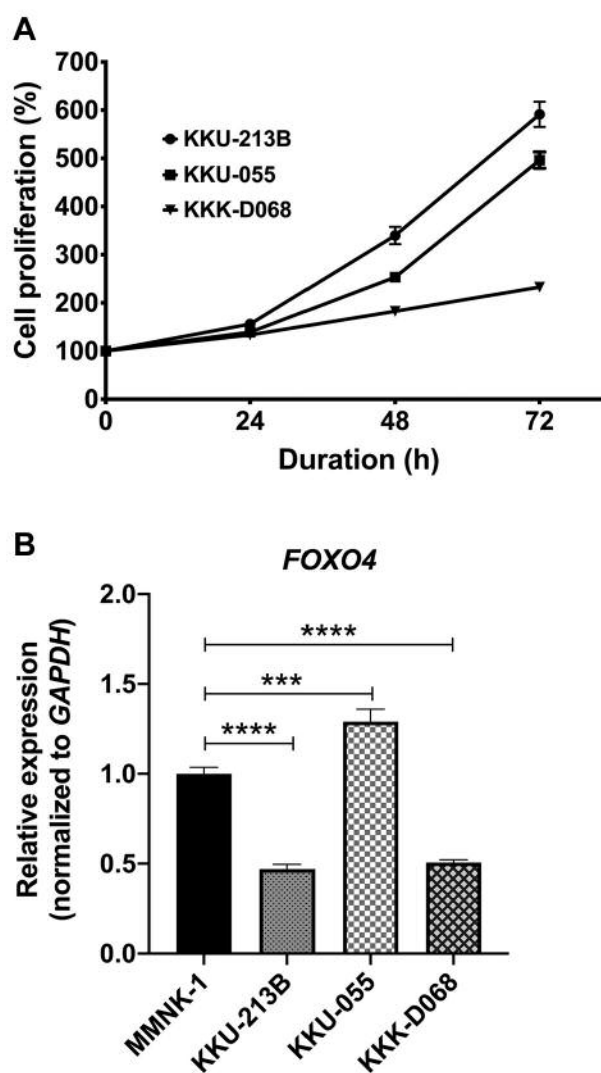 A
Cell proliferation (%)
700
600
500
400
300
200
100
0
KKU-213B
KKU-055
KKK-D068
0 24 48 72
Duration (h)
B
FOXO4
Relative expression
(normalized to GAPDH)
2.0
1.5
1.0
0.5
0.0
****
***
****
MMNK-1
KKU-213B
KKU-055
KKK-D068